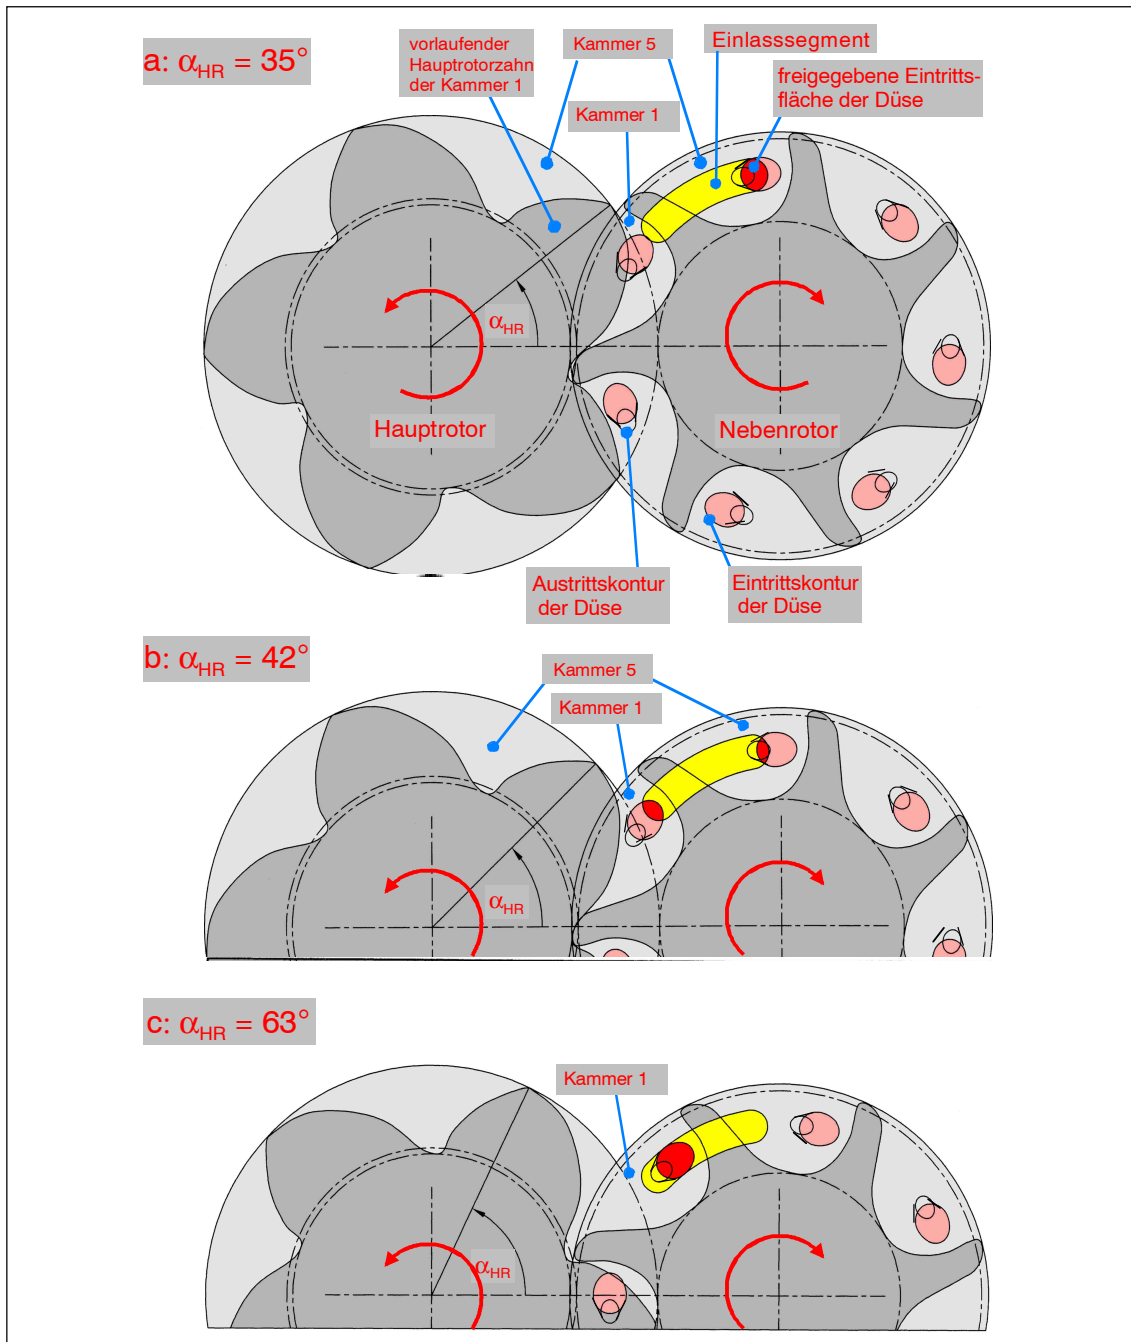 a: αHR = 35°
vorlaufender
Hauptrotorzahn
der Kammer 1
Kammer 5
Einlasssegment
freigegebene Eintritts-
fläche der Düse
Kammer 1
αHR
Hauptrotor
Nebenrotor
Austrittskontur
der Düse
Eintrittskontur
der Düse
b: αHR = 42°
Kammer 5
Kammer 1
αHR
c: αHR = 63°
Kammer 1
αHR